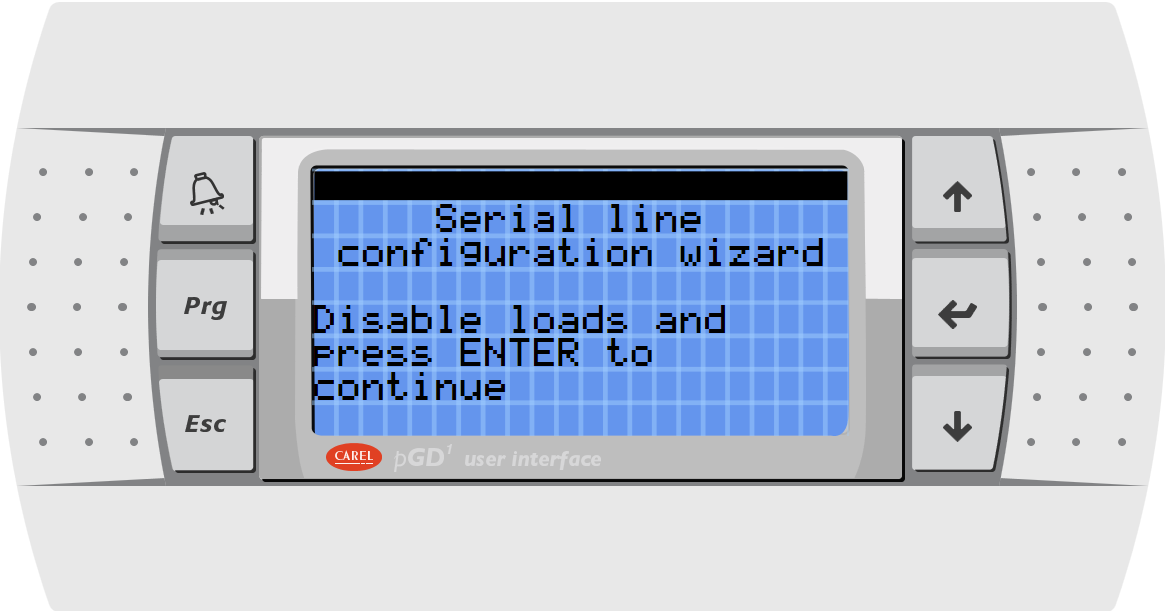 Serial line
configuration wizard
Disable loads and
press ENTER to
continue
Prg
Esc
CAREL
pGD1 user interface